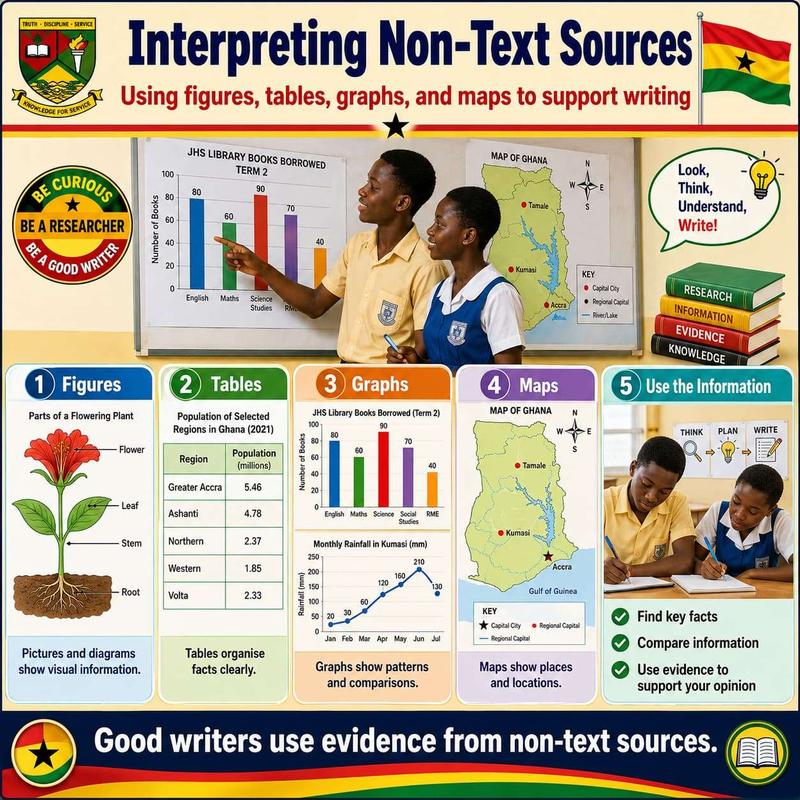 TRUTH - DISCIPLINE - SERVICE
KNOWLEDGE FOR SERVICE
Interpreting Non-Text Sources
Using figures, tables, graphs, and maps to support writing
BE CURIOUS
BE A RESEARCHER
BE A GOOD WRITER
JHS LIBRARY BOOKS BORROWED
TERM 2
Number of Books
100
80
60
40
20
0
80
60
90
70
40
English
Maths
Science
Studies
RME
MAP OF GHANA
N
W
E
S
Tamale
Kumasi
Accra
KEY
Capital City
Regional Capital
River/Lake
Look,
Think,
Understand,
Write!
RESEARCH
INFORMATION
EVIDENCE
KNOWLEDGE
1 Figures
Parts of a Flowering Plant
Flower
Leaf
Stem
Root
Pictures and diagrams
show visual information.
2 Tables
Population of Selected
Regions in Ghana (2021)
Region Population
(millions)
Greater Accra 5.46
Ashanti 4.78
Northern 2.37
Western 1.85
Volta 2.33
Tables organise
facts clearly.
3 Graphs
JHS Library Books Borrowed (Term 2)
Number of Books
100
80
60
40
20
0
80
60
90
70
40
English
Maths
Science
Social
Studies
RME
Monthly Rainfall in Kumasi (mm)
Rainfall (mm)
250
200
150
100
50
0
20
30
60
120
160
210
130
Jan Feb Mar Apr May Jun Jul
Graphs show patterns
and comparisons.
4 Maps
MAP OF GHANA
N
W
E
S
Tamale
Kumasi
Accra
Gulf of Guinea
KEY
Capital City
Regional Capital
Regional Capital
Maps show places
and locations.
5 Use the Information
THINK
PLAN
WRITE
Find key facts
Compare information
Use evidence to
support your opinion
Good writers use evidence from non-text sources.